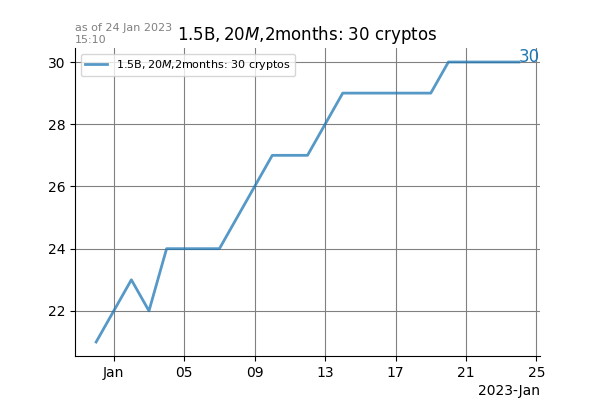 as of 24 Jan 2023
15:10
1.5B, 20M,2months: 30 cryptos
1.5B, 20M,2months: 30 cryptos
30
30
28
26
24
22
Jan 05 09 13 17 21 25
2023-Jan